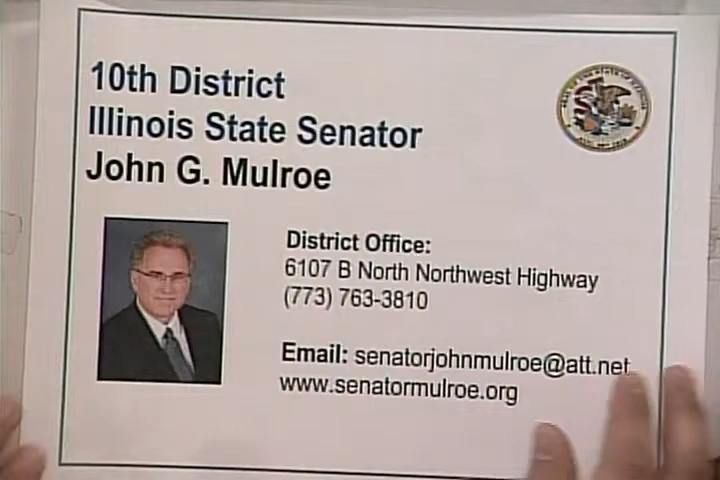 10th District
Illinois State Senator
John G. Mulroe
District Office:
6107 B North Northwest Highway
(773) 763-3810
Email: senatorjohnmulroe@att.net
www.senatormulroe.org